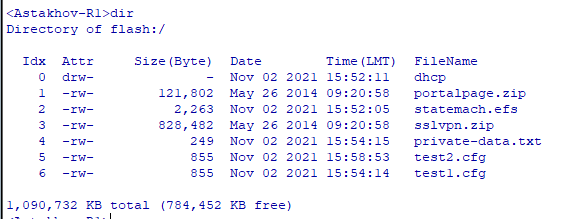 <Astakhov-R1>dir
Directory of flash:/
Idx Attr Size(Byte) Date Time(LMT) FileName
0 drw- - Nov 02 2021 15:52:11 dhcp
1 -rw- 121,802 May 26 2014 09:20:58 portalpage.zip
2 -rw- 2,263 Nov 02 2021 15:52:05 statemach.efs
3 -rw- 828,482 May 26 2014 09:20:58 sslvpn.zip
4 -rw- 249 Nov 02 2021 15:54:15 private-data.txt
5 -rw- 855 Nov 02 2021 15:58:53 test2.cfg
6 -rw- 855 Nov 02 2021 15:54:14 test1.cfg
1,090,732 KB total (784,452 KB free)
<Astakhov-R1>